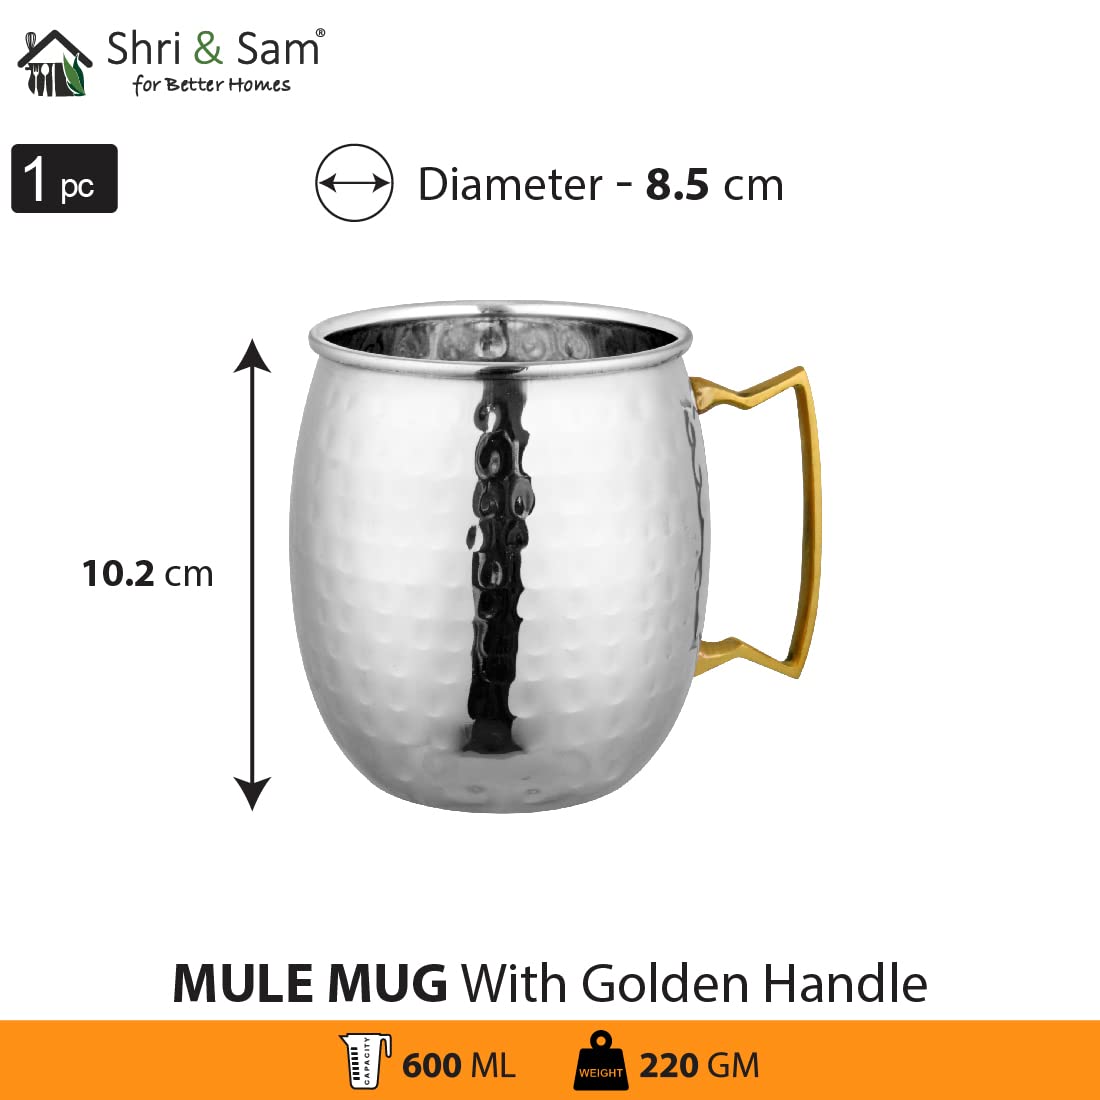 Shri & Sam®
for Better Homes
1 pc
Diameter - 8.5 cm
10.2 cm
MULE MUG With Golden Handle
CAPACITY
600 ML
WEIGHT
220 GM